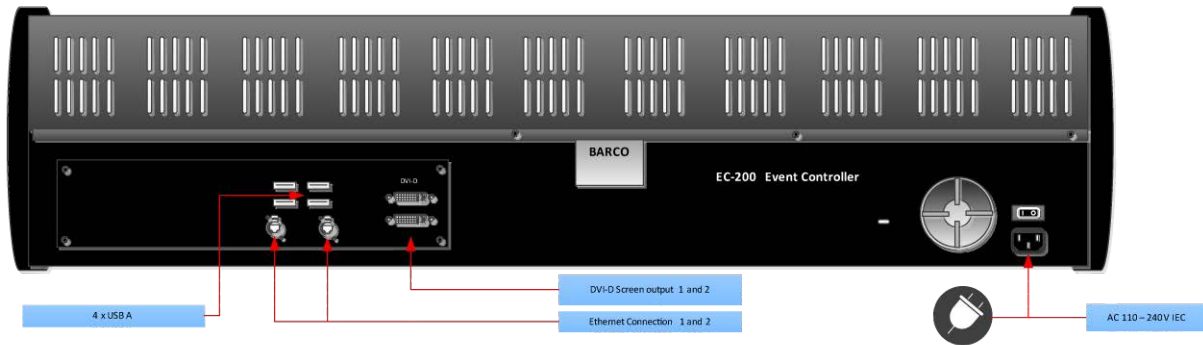 BARCO
EC-200 Event Controller
DVI-D
DVI-D Screen output 1 and 2
4 x USB A
Ethernet Connection 1 and 2
AC 110 – 240V IEC